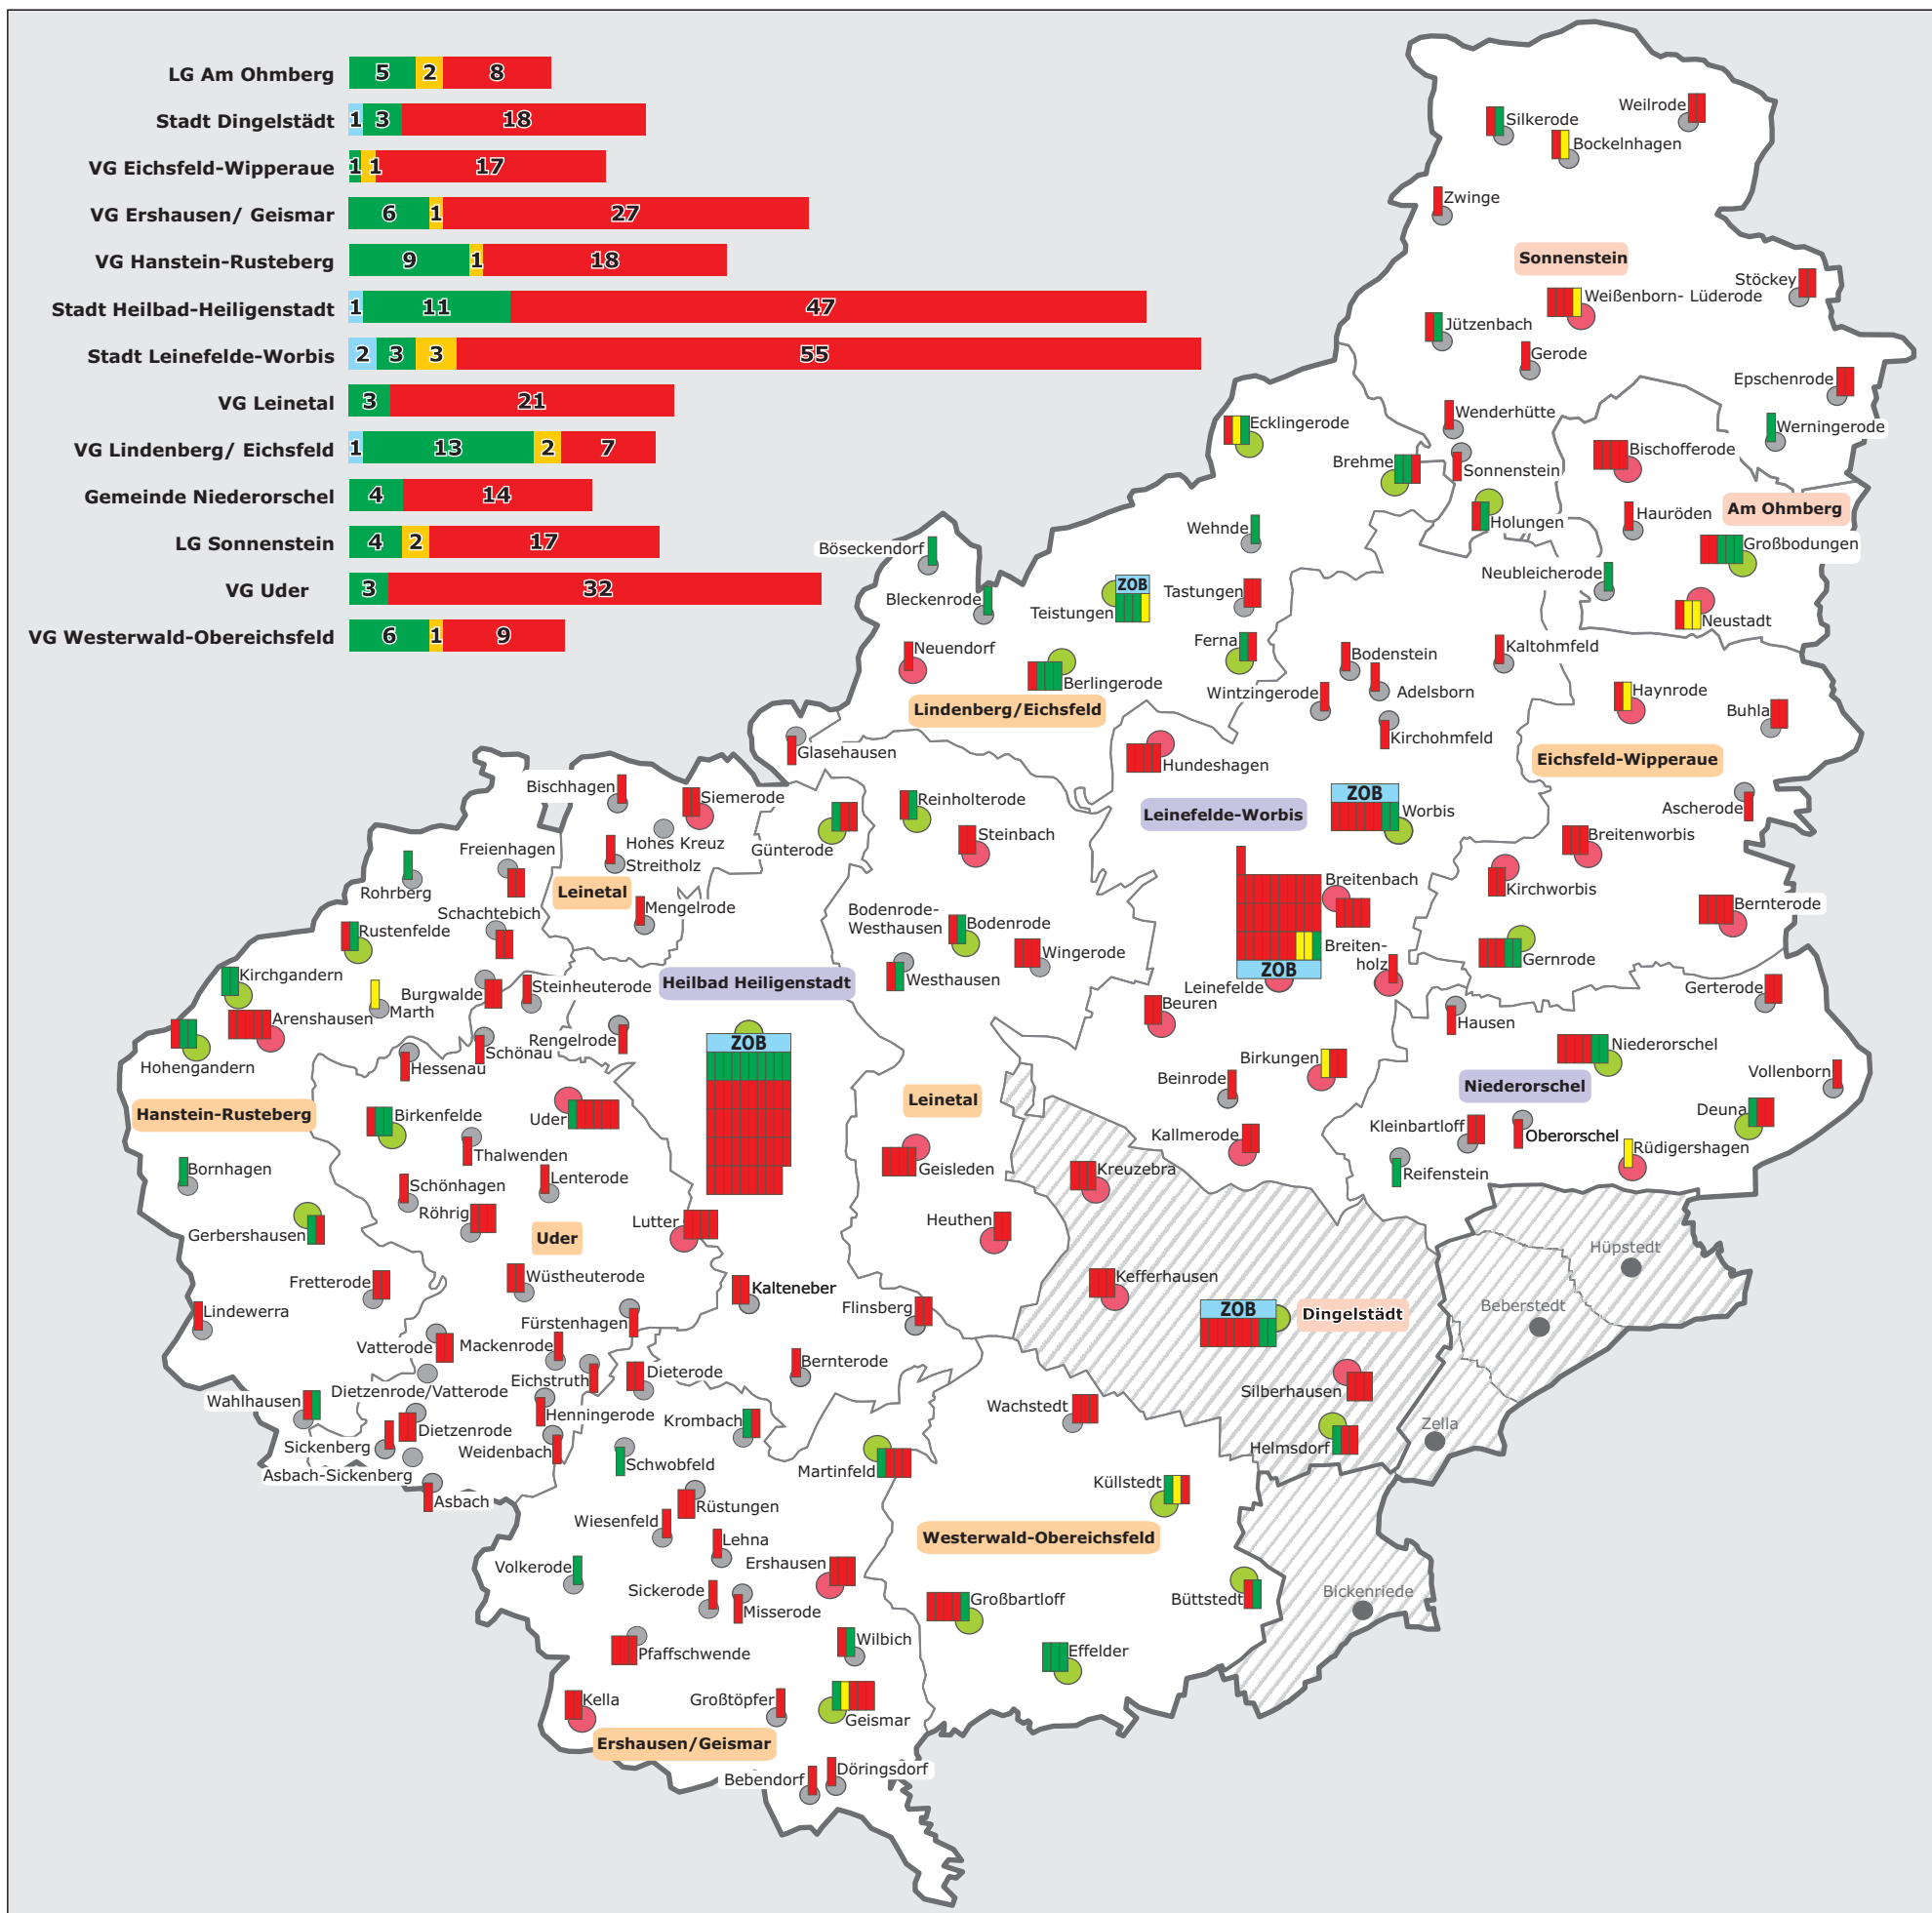 LG Am Ohmberg 5 2 8
Stadt Dingelstädt 1 3 18
VG Eichsfeld-Wipperaue 1 1 17
VG Ershausen/ Geismar 6 1 27
VG Hanstein-Rusteberg 9 1 18
Stadt Heilbad-Heiligenstadt 1 11 47
Stadt Leinefelde-Worbis 2 3 3 55
VG Leinetal 3 21
VG Lindenberg/ Eichsfeld 1 13 2 7
Gemeinde Niederorschel 4 14
LG Sonnenstein 4 2 17
VG Uder 3 32
VG Westerwald-Obereichsfeld 6 1 9
Weilrode
Silkerode
Bockelnhagen
Zwinge
Sonnenstein
Stöckey
Weißenborn- Lüderode
Jützenbach
Gerode
Epschenrode
Wenderhütte
Ecklingerode
Werningerode
Bischofferode
Brehme
Sonnenstein
Am Ohmberg
Hauröden
Holungen
Wehnde
Großbodungen
Böseckendorf
Neubleicherode
ZOB
Tastungen
Bleckenrode
Teistungen
Neustadt
Ferna
Kaltohmfeld
Neuendorf
Bodenstein
Berlingerode
Adelsborn
Wintzingerode
Haynrode
Lindenberg/Eichsfeld
Buhla
Kirchohmfeld
Glasehausen
Hundeshagen
Eichsfeld-Wipperaue
Bischhagen
Siemerode
Reinholterode
ZOB
Ascherode
Leinefelde-Worbis
Worbis
Steinbach
Breitenworbis
Hohes Kreuz
Günterode
Freienhagen
Streitholz
Breitenbach
Kirchworbis
Rohrberg
Leinetal
Bernterode
Mengelrode
Bodenrode-
Westhausen
Schachtebich
Bodenrode
Rustenfelde
Wingerode
Breiten-
holz
Gernrode
Kirchgandern
ZOB
Westhausen
Heilbad Heiligenstadt
Steinheuterode
Burgwalde
Leinefelde
Gerterode
Marth
Beuren
Arenshausen
Hausen
Rengelrode
ZOB
Niederorschel
Schönau
Birkungen
Hohengandern
Hessenau
Vollenborn
Beinrode
Niederorschel
Leinetal
Hanstein-Rusteberg
Birkenfelde
Uder
Deuna
Kleinbartloff
Kallmerode
Oberorschel
Rüdigershagen
Thalwenden
Bornhagen
Geisleden
Kreuzebra
Reifenstein
Lenterode
Schönhagen
Röhrig
Lutter
Heuthen
Gerbershausen
Uder
Hüpstedt
Fretterode
Wüstheuterode
Kefferhausen
Kalteneber
Beberstedt
Flinsberg
ZOB
Dingelstädt
Lindewerra
Fürstenhagen
Vatterode
Mackenrode
Bernterode
Dieterode
Eichstruth
Dietzenrode/Vatterode
Silberhausen
Wahlhausen
Wachstedt
Henningerode
Krombach
Zella
Dietzenrode
Sickenberg
Weidenbach
Helmsdorf
Schwobfeld
Martinfeld
Asbach-Sickenberg
Küllstedt
Asbach
Rüstungen
Wiesenfeld
Westerwald-Obereichsfeld
Lehna
Ershausen
Volkerode
Sickerode
Bickenriede
Großbartloff
Büttstedt
Misserode
Wilbich
Effelder
Pfaffschwende
Kella
Großtöpfer
Geismar
Ershausen/Geismar
Döringsdorf
Bebendorf